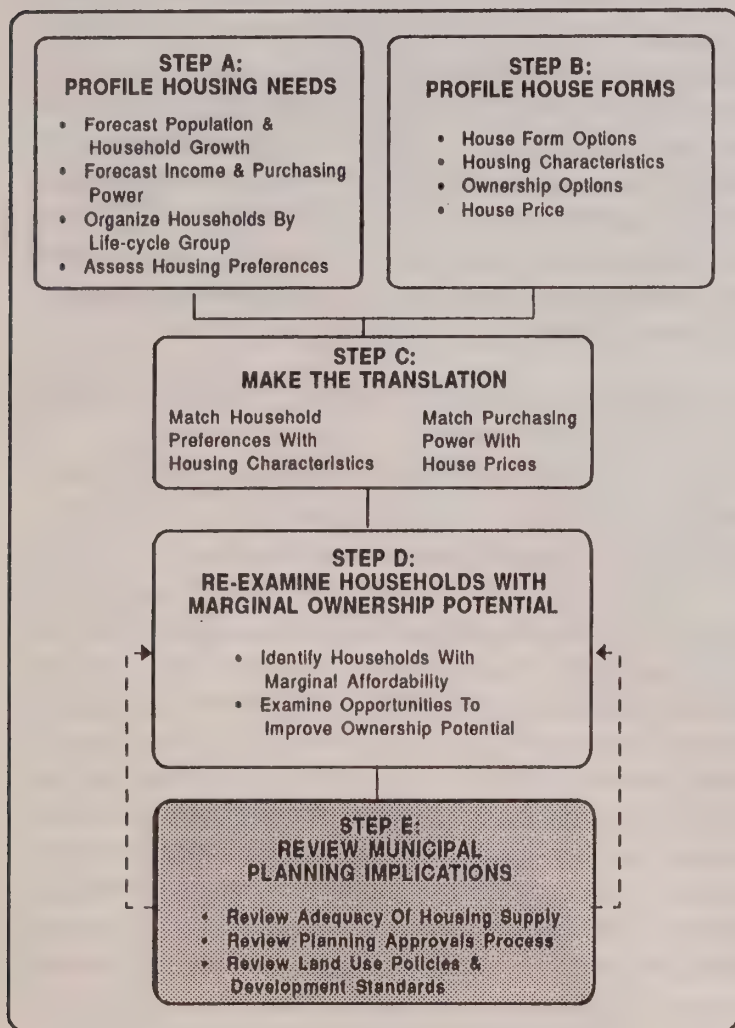 STEP A:
PROFILE HOUSING NEEDS
• Forecast Population &
Household Growth
• Forecast Income & Purchasing
Power
• Organize Households By
Life-cycle Group
• Assess Housing Preferences
STEP B:
PROFILE HOUSE FORMS
• House Form Options
• Housing Characteristics
• Ownership Options
• House Price
STEP C:
MAKE THE TRANSLATION
Match Household
Preferences With
Housing Characteristics
Match Purchasing
Power With
House Prices
STEP D:
RE-EXAMINE HOUSEHOLDS WITH
MARGINAL OWNERSHIP POTENTIAL
• Identify Households With
Marginal Affordability
• Examine Opportunities To
Improve Ownership Potential
STEP E:
REVIEW MUNICIPAL
PLANNING IMPLICATIONS
• Review Adequacy Of Housing Supply
• Review Planning Approvals Process
• Review Land Use Policies &
Development Standards